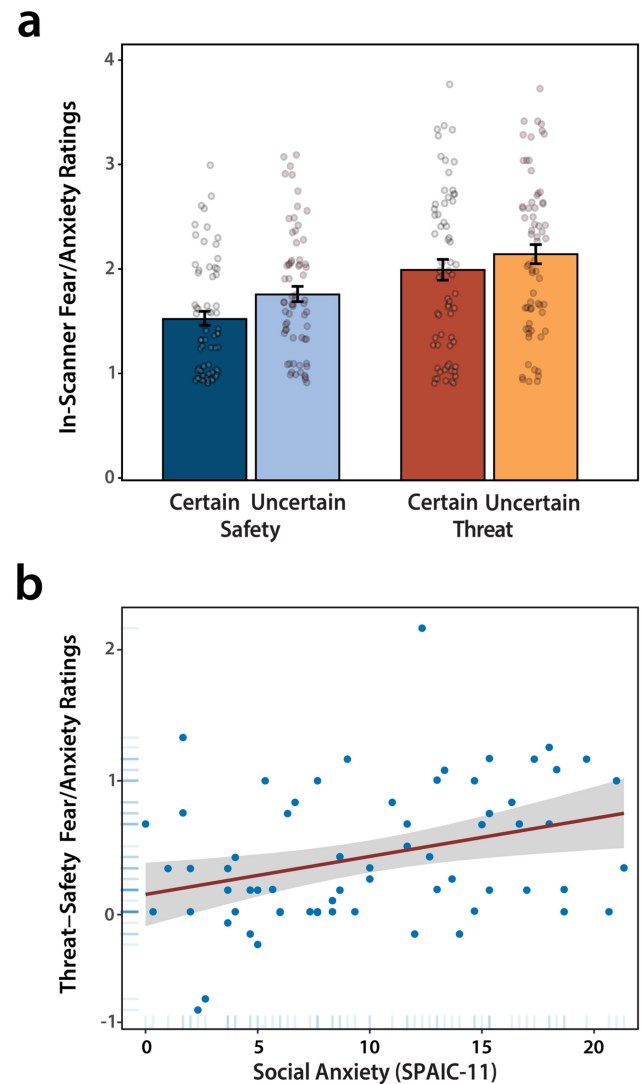 a
In-Scanner Fear/Anxiety Ratings
4
3
2
1
0
Certain Uncertain Certain Uncertain
Safety Threat
b
Threat–Safety Fear/Anxiety Ratings
2
1
0
-1
0 5 10 15 20
Social Anxiety (SPAIC-11)